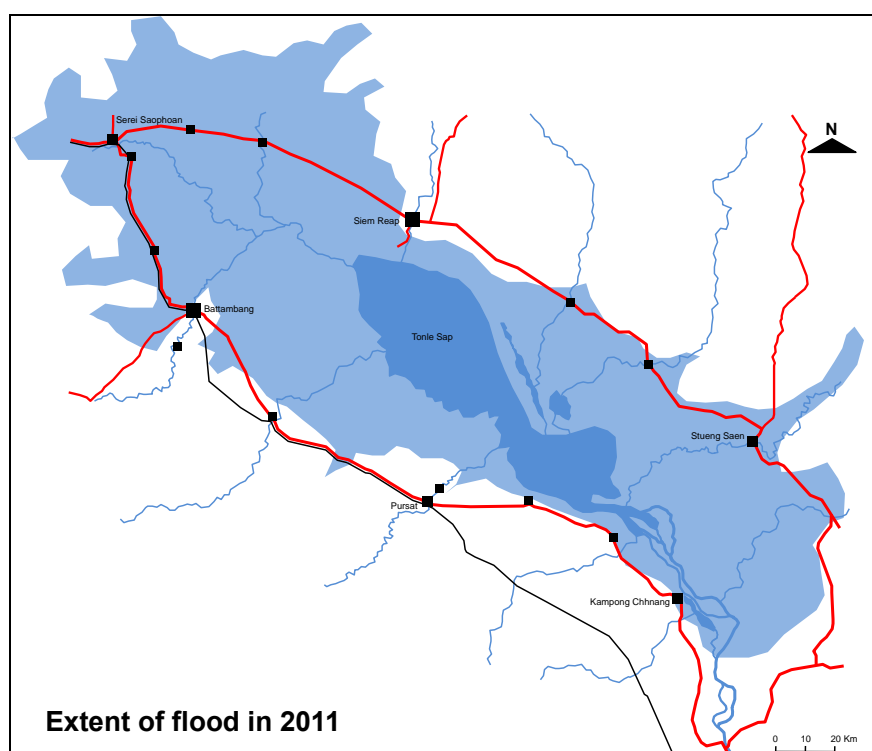 Serei Saophoan
N
Siem Reap
Battambang
Tonle Sap
Stueng Saen
Pursat
Kampong Chhnang
Extent of flood in 2011
0 10 20 Km